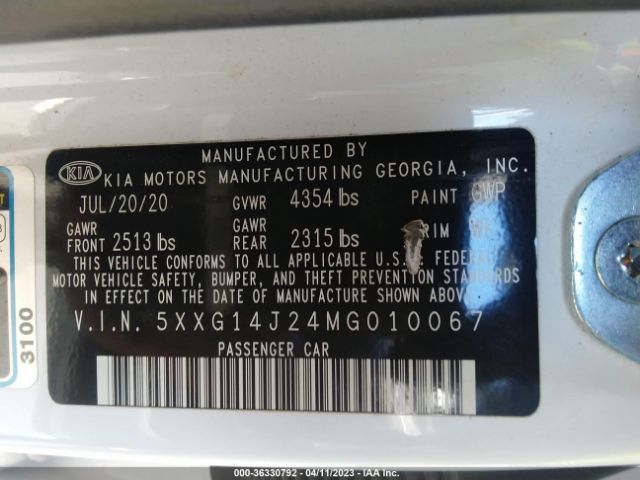 MANUFACTURED BY
KIA KIA MOTORS MANUFACTURING GEORGIA, INC.
JUL/20/20 GVWR 4354 lbs PAINT GWP
GAWR FRONT 2513 lbs GAWR REAR 2315 lbs TRIM
THIS VEHICLE CONFORMS TO ALL APPLICABLE U.S. FEDERAL
MOTOR VEHICLE SAFETY, BUMPER, AND THEFT PREVENTION STANDARDS
IN EFFECT ON THE DATE OF MANUFACTURE SHOWN ABOVE.
V.I.N. 5XXG14J24MG010067
PASSENGER CAR
3100
000-36330792 - 04/11/2023 - IAA Inc.